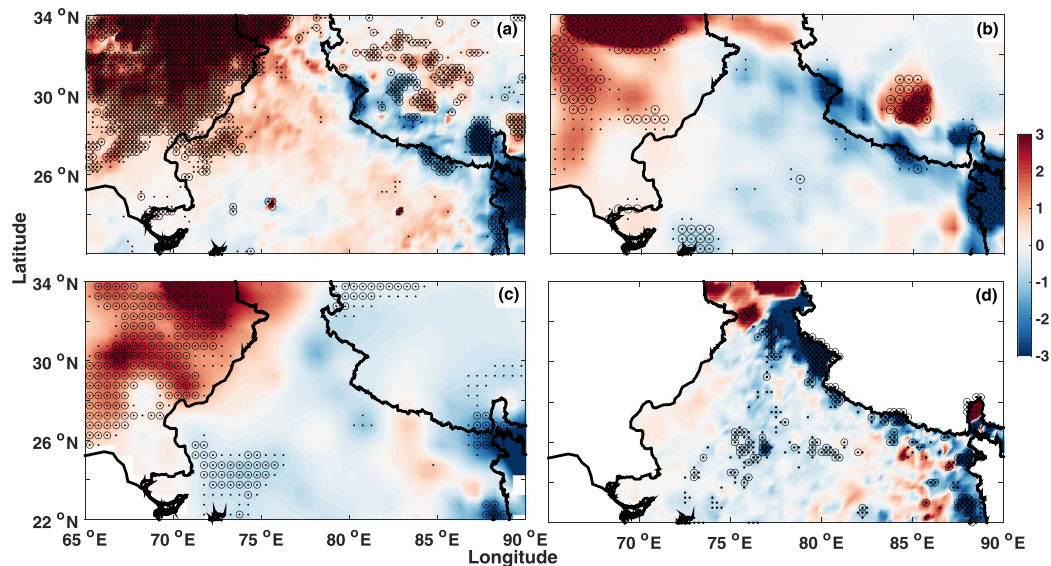 34 °N
30 °N
26 °N
(a)
(b)
Latitude
34 °N
30 °N
26 °N
22 °N
(c)
(d)
3
2
1
0
-1
-2
-3
65 °E 70 °E 75 °E 80 °E 85 °E 90 °E
70 °E 75 °E 80 °E 85 °E 90 °E
Longitude